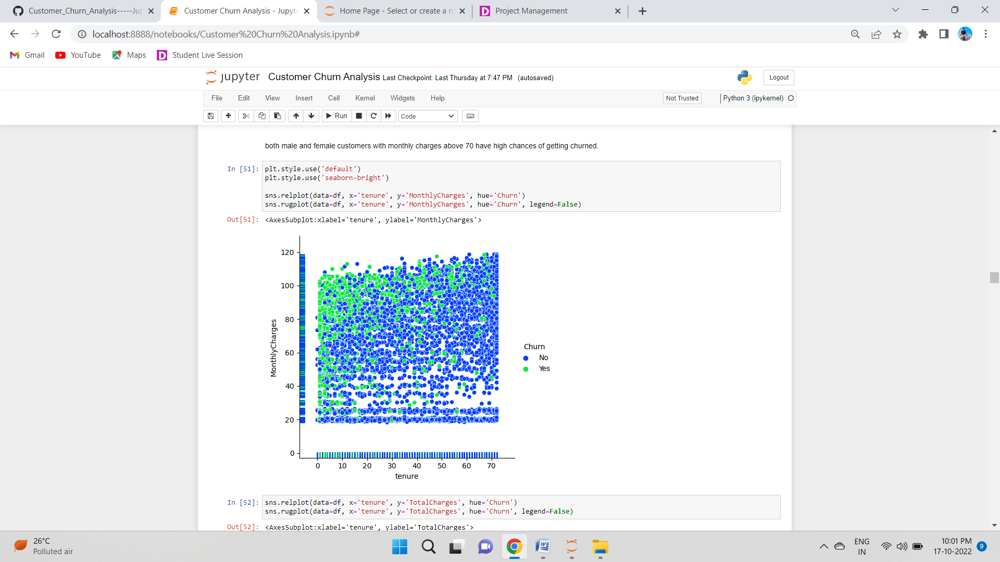 Customer_Churn_Analysis-----Jup
Customer Churn Analysis - Jupyte
Home Page - Select or create a n
Project Management
localhost:8888/notebooks/Customer%20Churn%20Analysis.ipynb#
Gmail
YouTube
Maps
Student Live Session
jupyter
Customer Churn Analysis Last Checkpoint: Last Thursday at 7:47 PM (autosaved)
Logout
File Edit View Insert Cell Kernel Widgets Help
Not Trusted
Python 3 (ipykernel)
Run
Code
both male and female customers with monthly charges above 70 have high chances of getting churned.
In [51]:
plt.style.use('default')
plt.style.use('seaborn-bright')
sns.relplot(data=df, x='tenure', y='MonthlyCharges', hue='Churn')
sns.rugplot(data=df, x='tenure', y='MonthlyCharges', hue='Churn', legend=False)
Out[51]: <AxesSubplot:xlabel='tenure', ylabel='MonthlyCharges'>
120
100
80
60
40
20
0
MonthlyCharges
0 10 20 30 40 50 60 70
tenure
Churn
No
Yes
In [52]:
sns.relplot(data=df, x='tenure', y='TotalCharges', hue='Churn')
sns.rugplot(data=df, x='tenure', y='TotalCharges', hue='Churn', legend=False)
Out[52]: <AxesSubplot:xlabel='tenure', ylabel='TotalCharges'>
26°C
Polluted air
ENG
IN
10:01 PM
17-10-2022
9